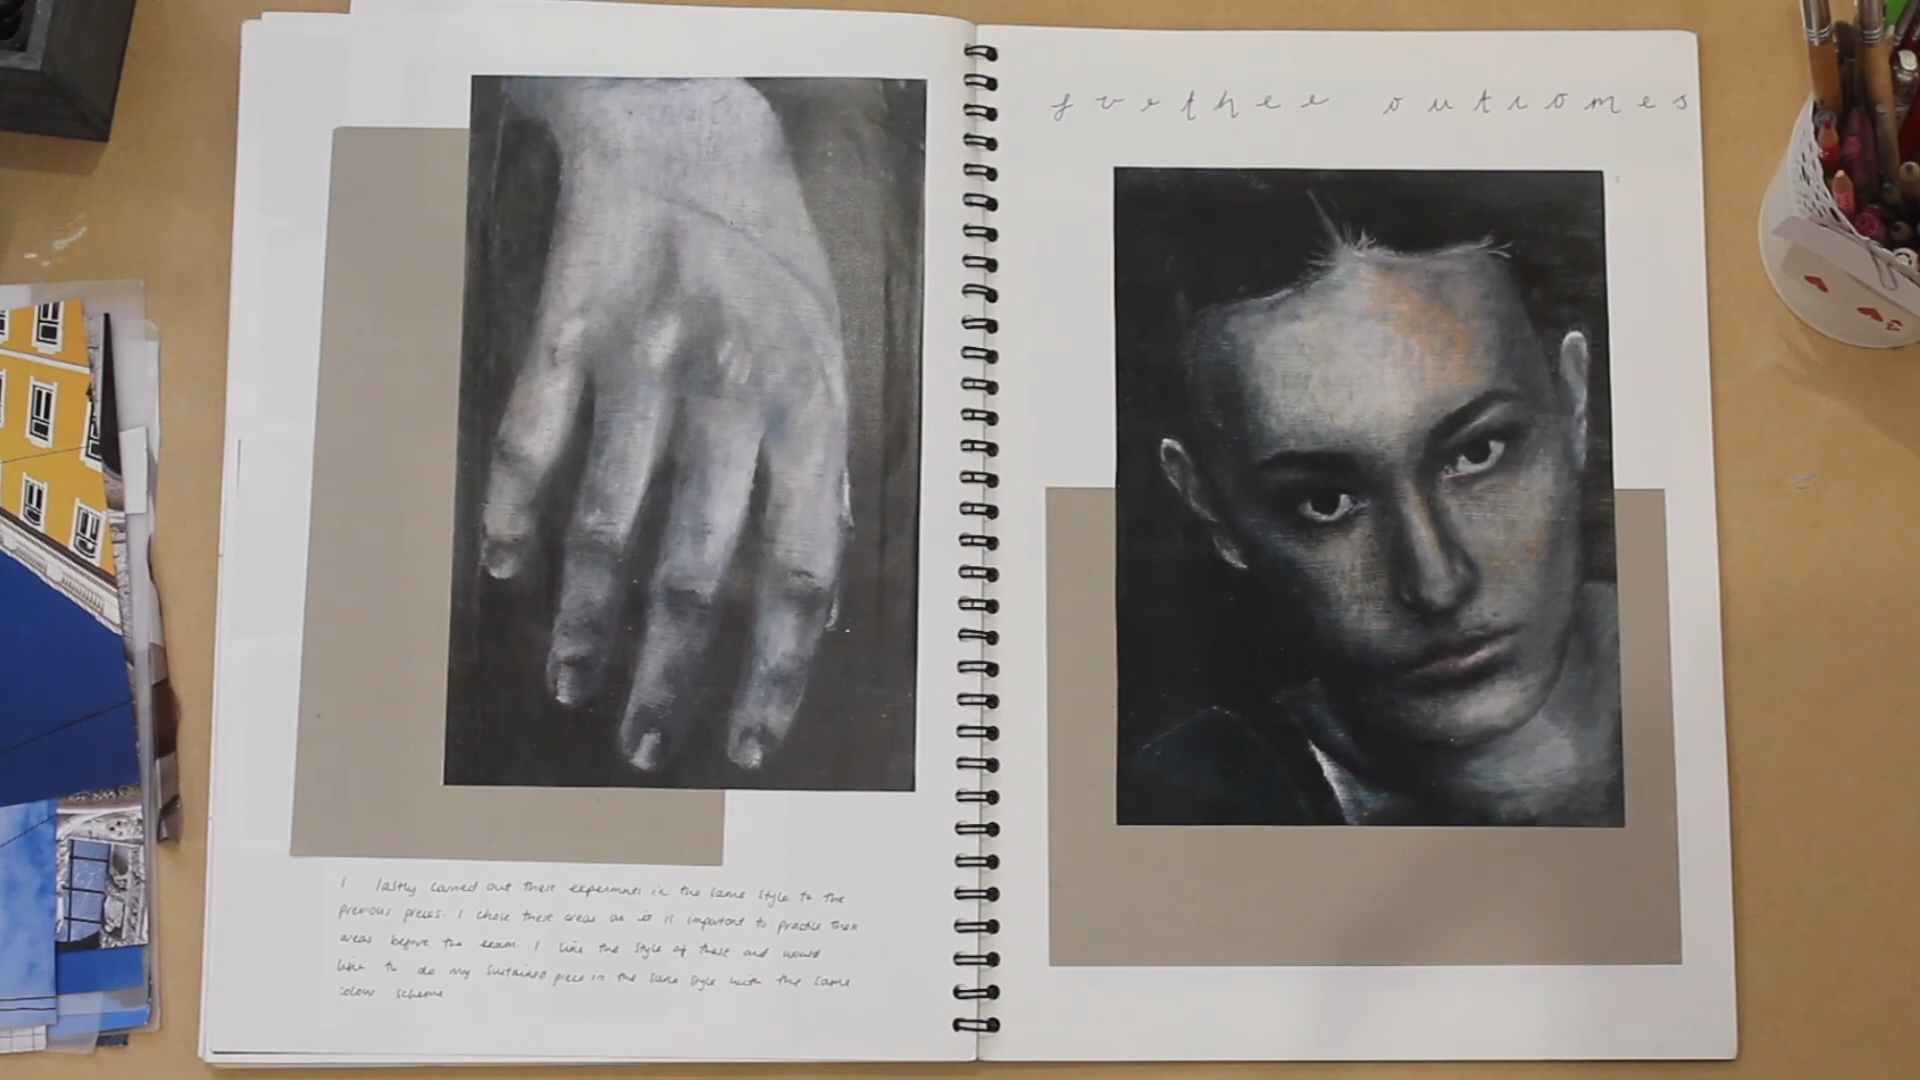 further outcomes
I lastly carried out these experiments in the same style to the
previous pieces. I chose these areas as it is important to practise these
areas before the exam. I like the style of these and would
like to do my sustained piece in the same style with the same
colour scheme